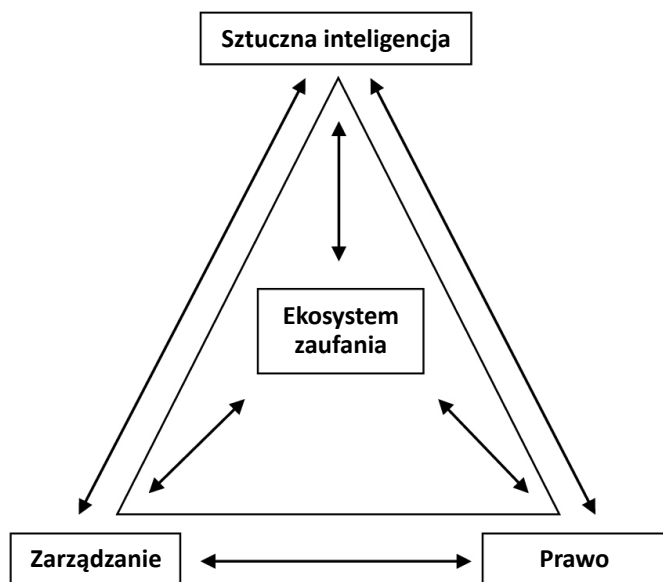 Sztuczna inteligencja
Ekosystem
zaufania
Zarządzanie
Prawo